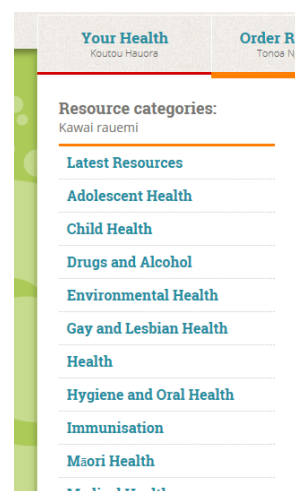 Your Health
Koutou Hauora
Order R
Tonoa N
Resource categories:
Kawai rauemi
Latest Resources
Adolescent Health
Child Health
Drugs and Alcohol
Environmental Health
Gay and Lesbian Health
Health
Hygiene and Oral Health
Immunisation
Māori Health